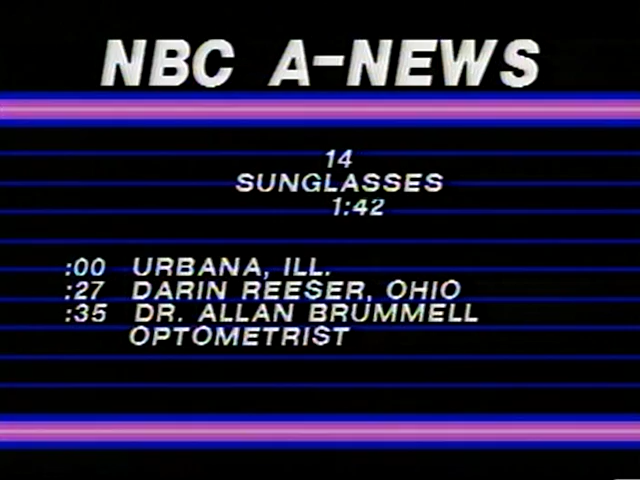 NBC A-NEWS
14
SUNGLASSES
1:42
:00 URBANA, ILL.
:27 DARIN REESER, OHIO
:35 DR. ALLAN BRUMMELL
OPTOMETRIST